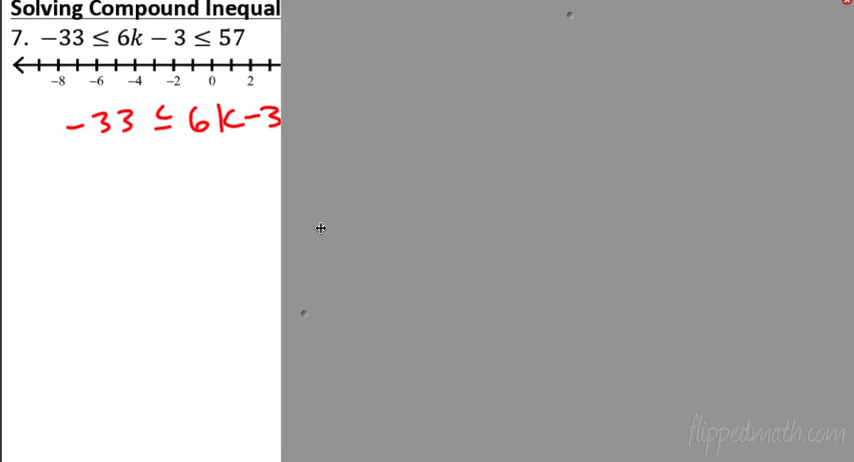 Solving Compound Inequal
7. −33 ≤ 6k − 3 ≤ 57
−8 −6 −4 −2 0 2
−33 ≤ 6k−3
flippedmath.com